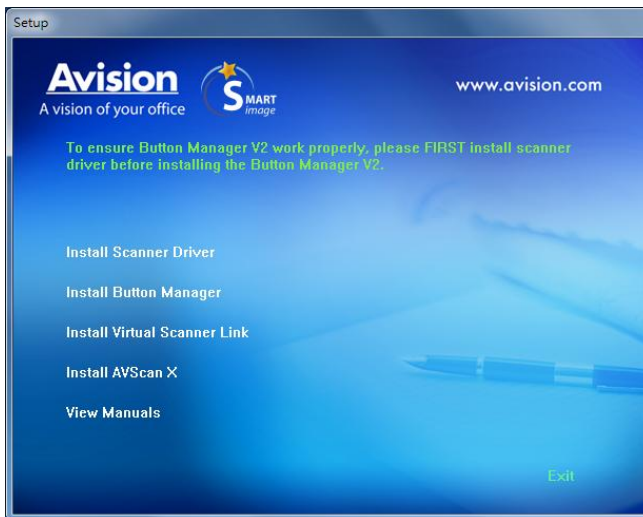 Setup
Avision
A vision of your office
SMART
image
www.avision.com
To ensure Button Manager V2 work properly, please FIRST install scanner
driver before installing the Button Manager V2.
Install Scanner Driver
Install Button Manager
Install Virtual Scanner Link
Install AVScan X
View Manuals
Exit